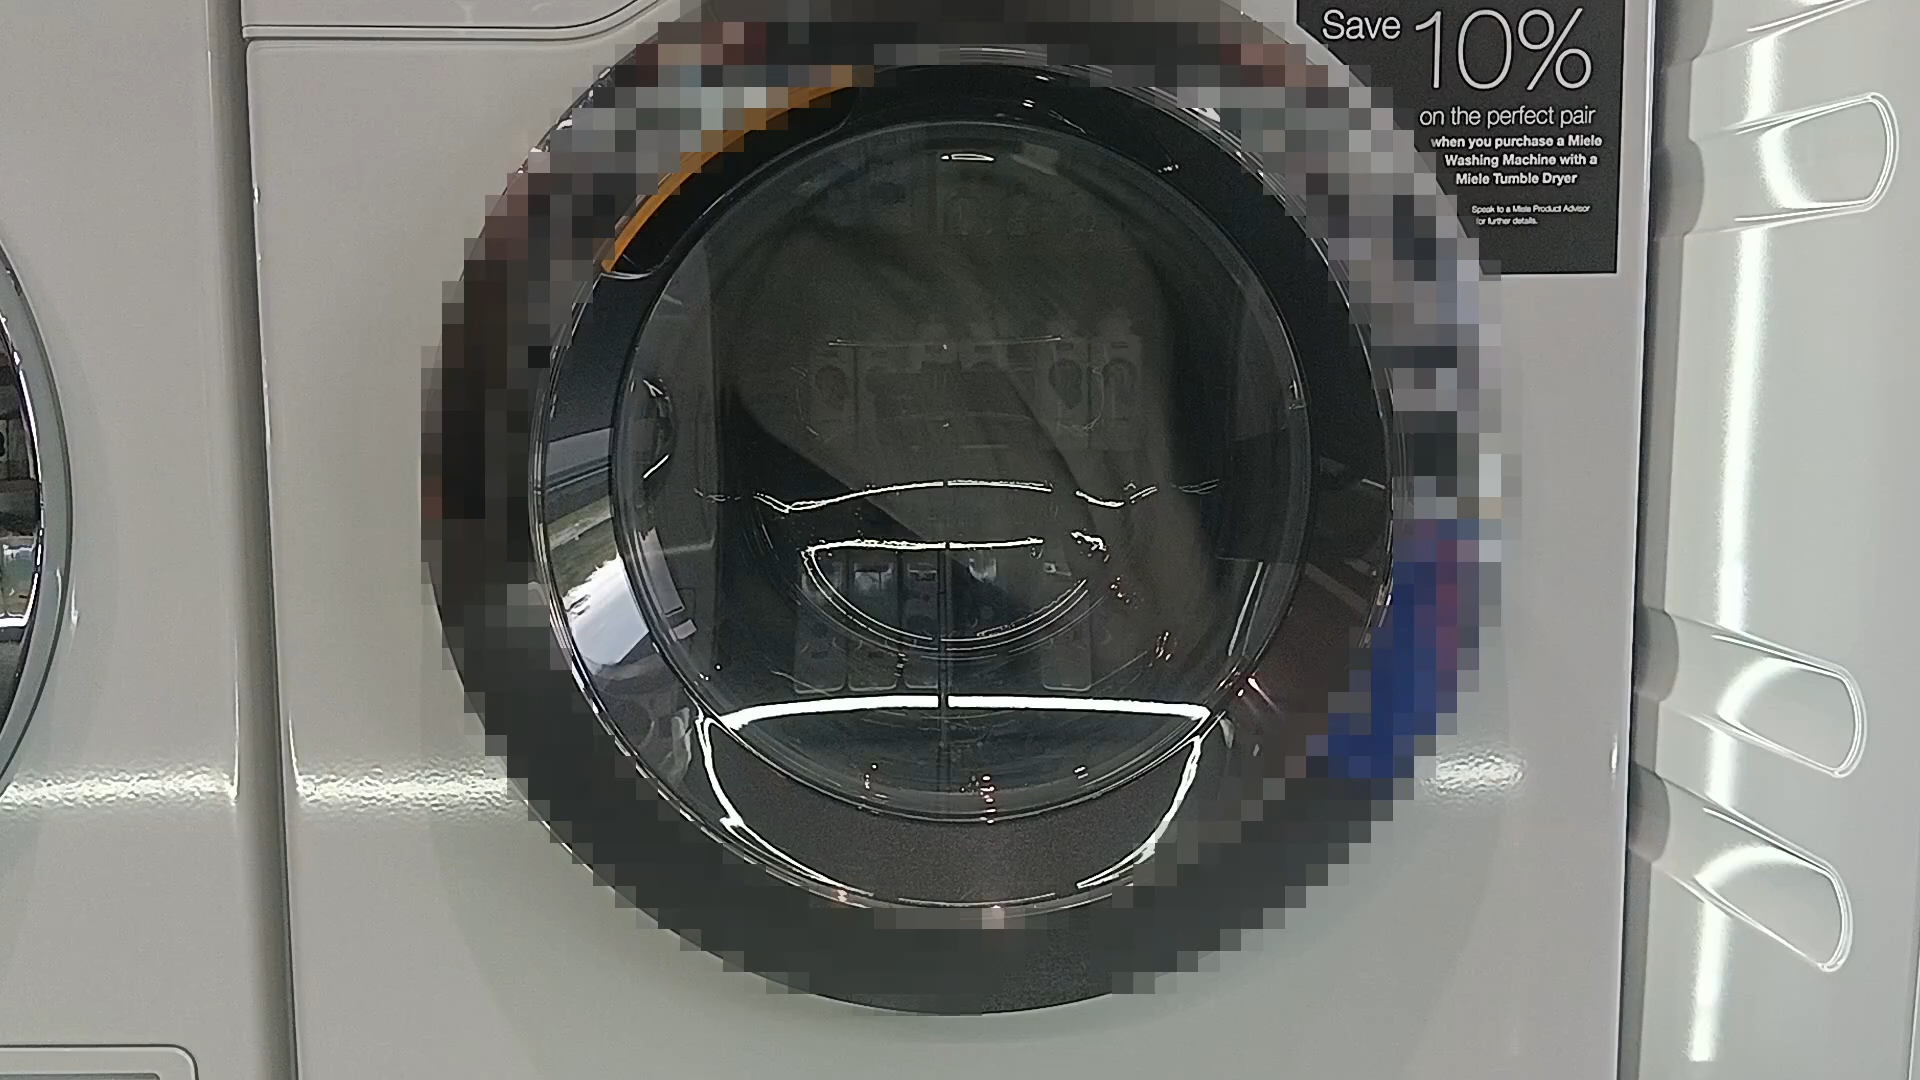 Save 10%
on the perfect pair
when you purchase a Miele
Washing Machine with a
Miele Tumble Dryer
Speak to a Miele Product Advisor
for further details.